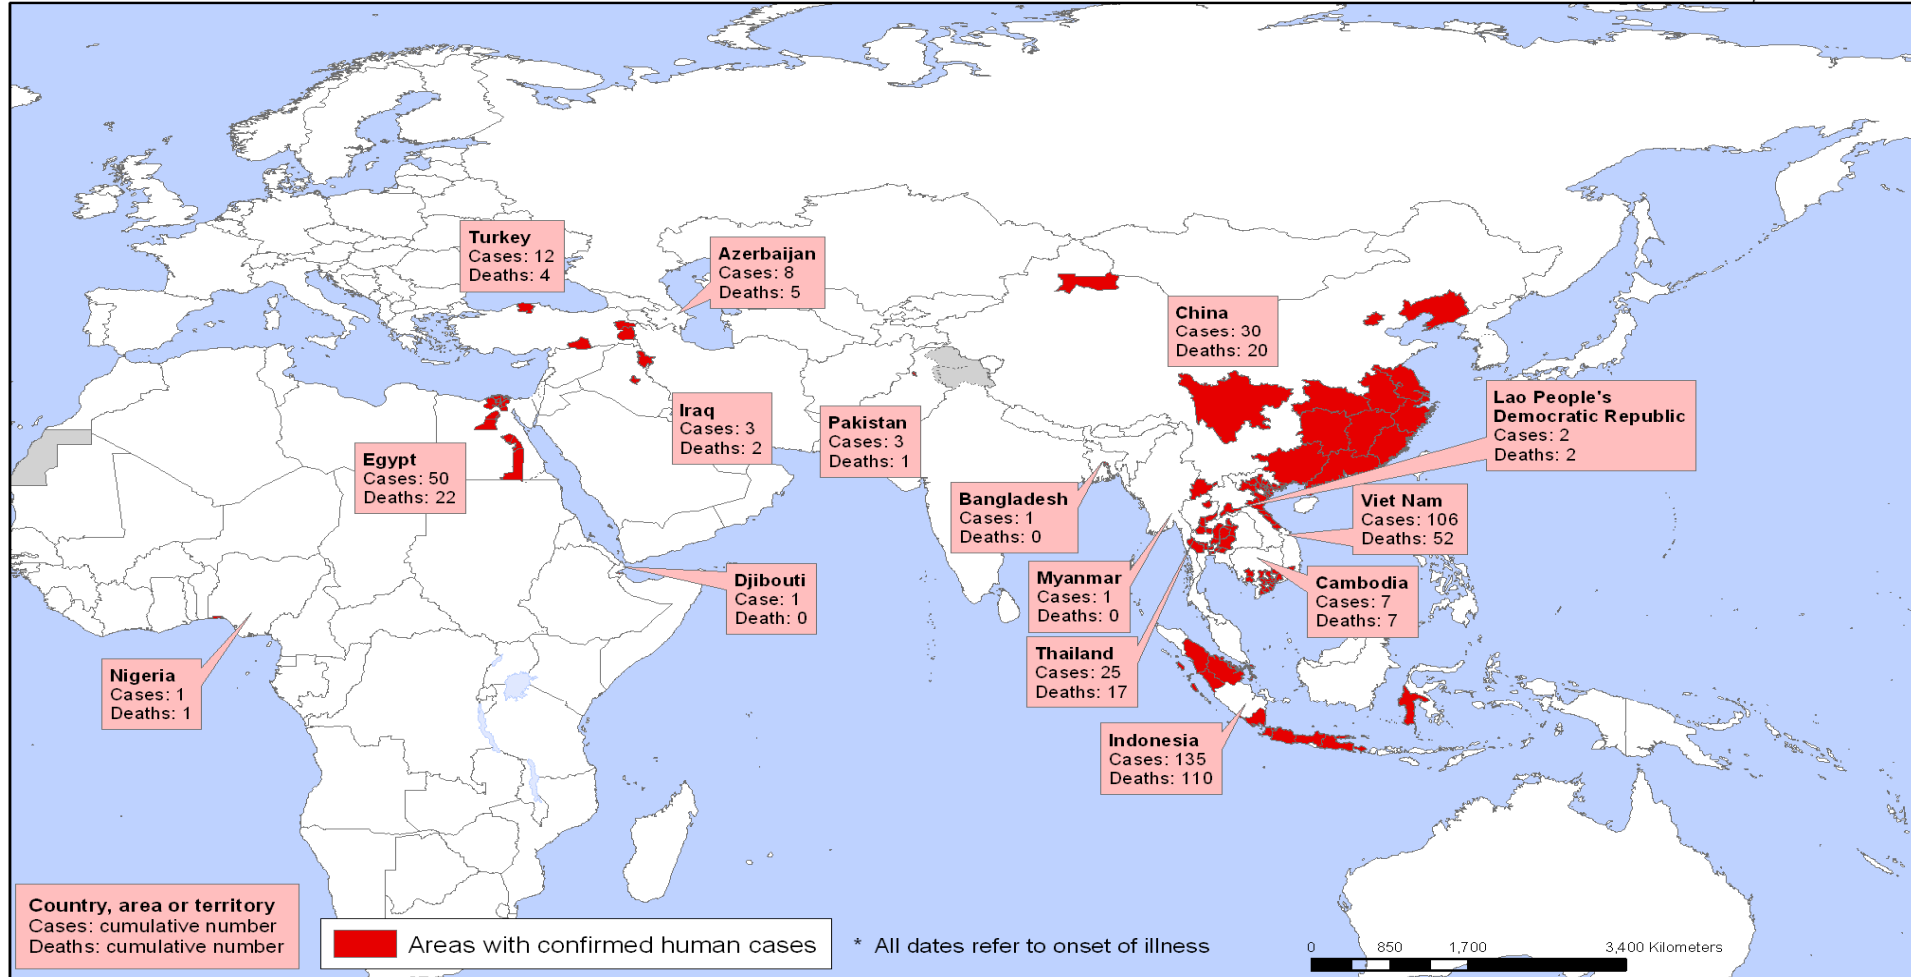 Turkey
Cases: 12
Deaths: 4
Azerbaijan
Cases: 8
Deaths: 5
China
Cases: 30
Deaths: 20
Lao People's
Democratic Republic
Cases: 2
Deaths: 2
Iraq
Cases: 3
Deaths: 2
Pakistan
Cases: 3
Deaths: 1
Egypt
Cases: 50
Deaths: 22
Bangladesh
Cases: 1
Deaths: 0
Viet Nam
Cases: 106
Deaths: 52
Djibouti
Case: 1
Death: 0
Myanmar
Cases: 1
Deaths: 0
Cambodia
Cases: 7
Deaths: 7
Nigeria
Cases: 1
Deaths: 1
Thailand
Cases: 25
Deaths: 17
Indonesia
Cases: 135
Deaths: 110
Country, area or territory
Cases: cumulative number
Deaths: cumulative number
Areas with confirmed human cases
* All dates refer to onset of illness
0 850 1,700 3,400 Kilometers